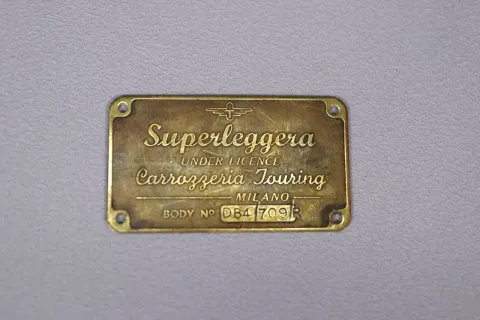 Superleggera
UNDER LICENCE
Carrozzeria Touring
MILANO
BODY Nº DB4/709/R